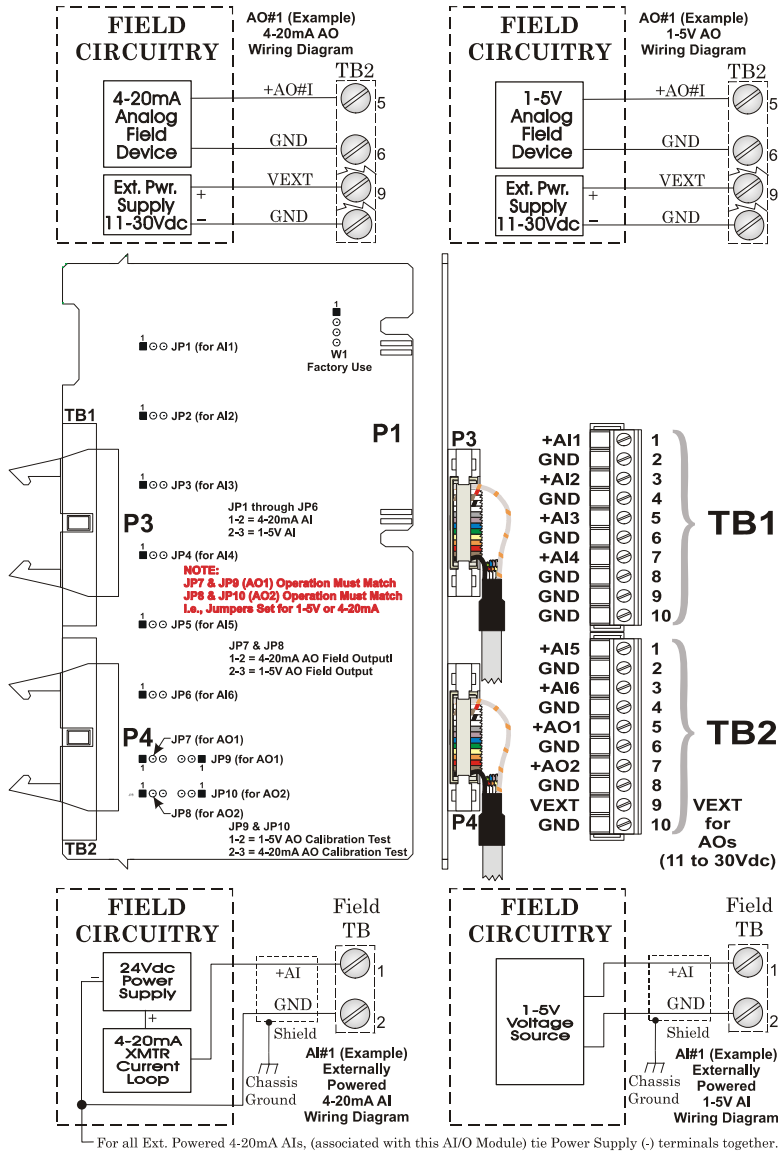 FIELD
CIRCUITRY
AO#1 (Example)
4-20mA AO
Wiring Diagram
TB2
4-20mA
Analog
Field
Device
+AO#I
5
GND
6
Ext. Pwr.
Supply
11-30Vdc
+
VEXT
9
–
GND
FIELD
CIRCUITRY
AO#1 (Example)
1-5V AO
Wiring Diagram
TB2
1-5V
Analog
Field
Device
+AO#I
5
GND
6
Ext. Pwr.
Supply
11-30Vdc
+
VEXT
9
–
GND
1
W1
Factory Use
1
JP1 (for AI1)
TB1
1
JP2 (for AI2)
P1
1
JP3 (for AI3)
P3
JP1 through JP6
1-2 = 4-20mA AI
2-3 = 1-5V AI
1
JP4 (for AI4)
NOTE:
JP7 & JP9 (AO1) Operation Must Match
JP8 & JP10 (AO2) Operation Must Match
i.e., Jumpers Set for 1-5V or 4-20mA
1
JP5 (for AI5)
JP7 & JP8
1-2 = 4-20mA AO Field Outputl
2-3 = 1-5V AO Field Output
1
JP6 (for AI6)
P4
JP7 (for AO1)
JP9 (for AO1)
1
1
JP10 (for AO2)
JP8 (for AO2)
JP9 & JP10
1-2 = 1-5V AO Calibration Test
2-3 = 4-20mA AO Calibration Test
TB2
P3
+AI1 1
GND 2
+AI2 3
GND 4
+AI3 5
GND 6
+AI4 7
GND 8
GND 9
GND 10
TB1
P4
+AI5 1
GND 2
+AI6 3
GND 4
+AO1 5
GND 6
+AO2 7
GND 8
VEXT 9
GND 10
TB2
VEXT
for
AOs
(11 to 30Vdc)
FIELD
CIRCUITRY
Field
TB
24Vdc
Power
Supply
–
+
4-20mA
XMTR
Current
Loop
+AI
1
GND
2
Shield
Chassis
Ground
AI#1 (Example)
Externally
Powered
4-20mA AI
Wiring Diagram
FIELD
CIRCUITRY
Field
TB
1-5V
Voltage
Source
+AI
1
GND
2
Shield
Chassis
Ground
AI#1 (Example)
Externally
Powered
1-5V AI
Wiring Diagram
For all Ext. Powered 4-20mA AIs, (associated with this AI/O Module) tie Power Supply (-) terminals together.